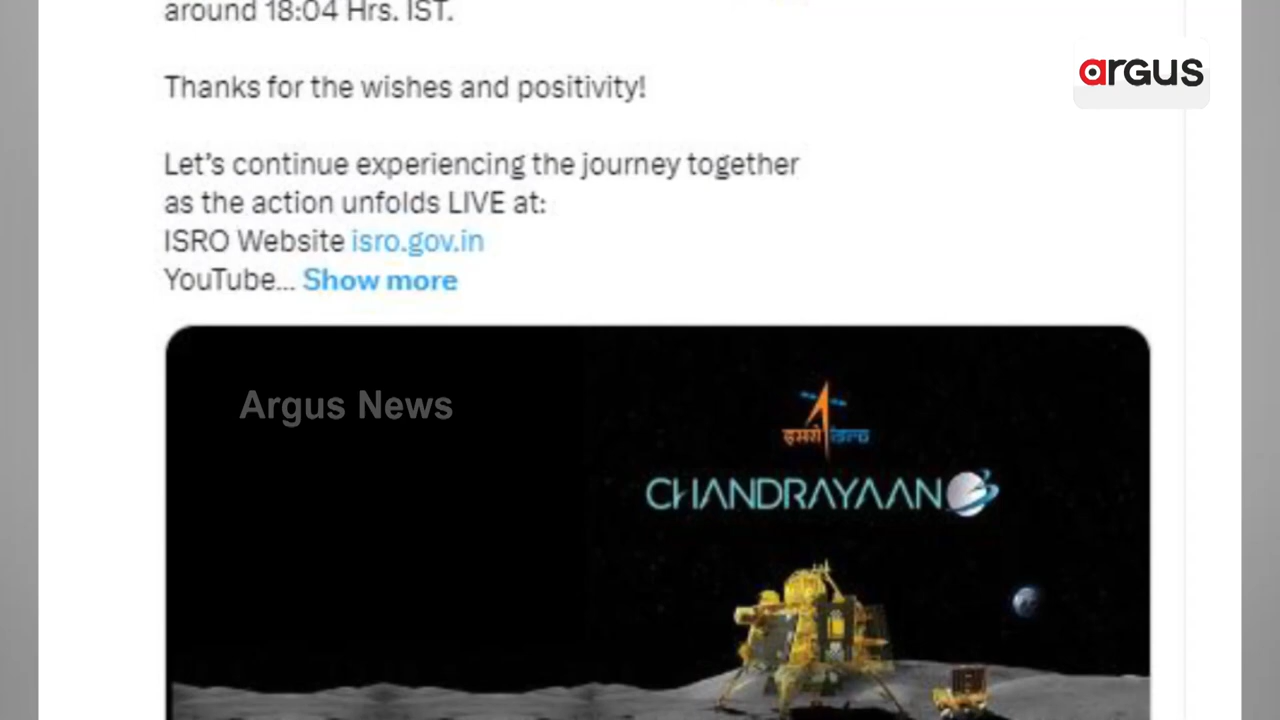 around 18:04 Hrs. IST.
argus
Thanks for the wishes and positivity!
Let's continue experiencing the journey together
as the action unfolds LIVE at:
ISRO Website isro.gov.in
YouTube... Show more
Argus News
इसरो isro
CHANDRAYAAN 3